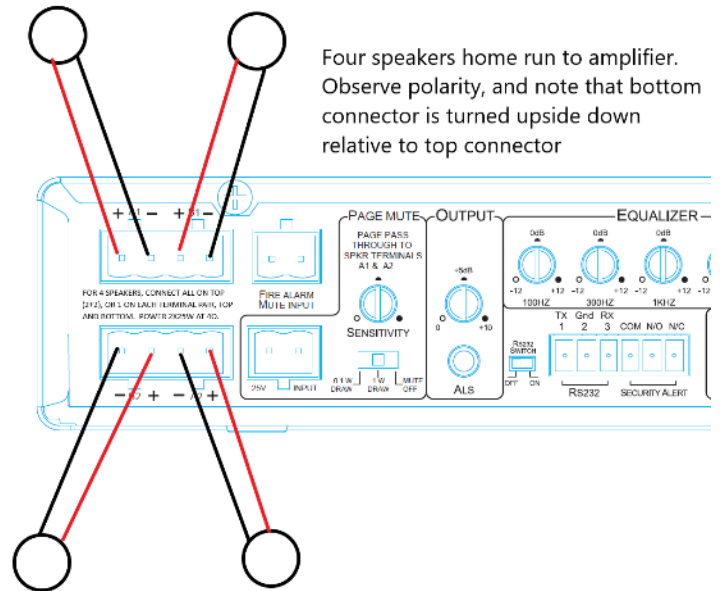 Four speakers home run to amplifier.
Observe polarity, and note that bottom
connector is turned upside down
relative to top connector
+ A1 − + B1 −
FOR 4 SPEAKERS, CONNECT ALL ON TOP
(2+2), OR 1 ON EACH TERMINAL PAIR, TOP
AND BOTTOM. POWER 2X25W AT 4Ω.
− B2 + − A2 +
FIRE ALARM
MUTE INPUT
25V INPUT
PAGE MUTE
PAGE PASS
THROUGH TO
SPKR TERMINALS
A1 & A2
SENSITIVITY
0.1 W
DRAW
1 W
DRAW
MUTE
OFF
OUTPUT
+5dB
0 +10
ALS
EQUALIZER
0dB 0dB 0dB
-12 +12 -12 +12 -12 +12 -12
100HZ 300HZ 1KHZ
RS232
SWITCH
OFF ON
TX Gnd RX
1 2 3 COM N/O N/C
RS232 SECURITY ALERT